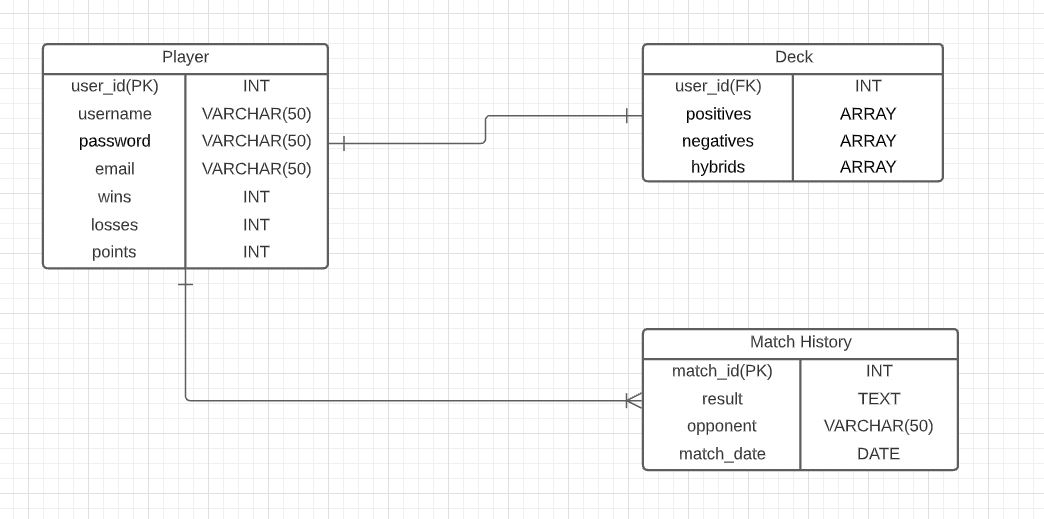 Player
user_id(PK) INT
username VARCHAR(50)
password VARCHAR(50)
email VARCHAR(50)
wins INT
losses INT
points INT
Deck
user_id(FK) INT
positives ARRAY
negatives ARRAY
hybrids ARRAY
Match History
match_id(PK) INT
result TEXT
opponent VARCHAR(50)
match_date DATE